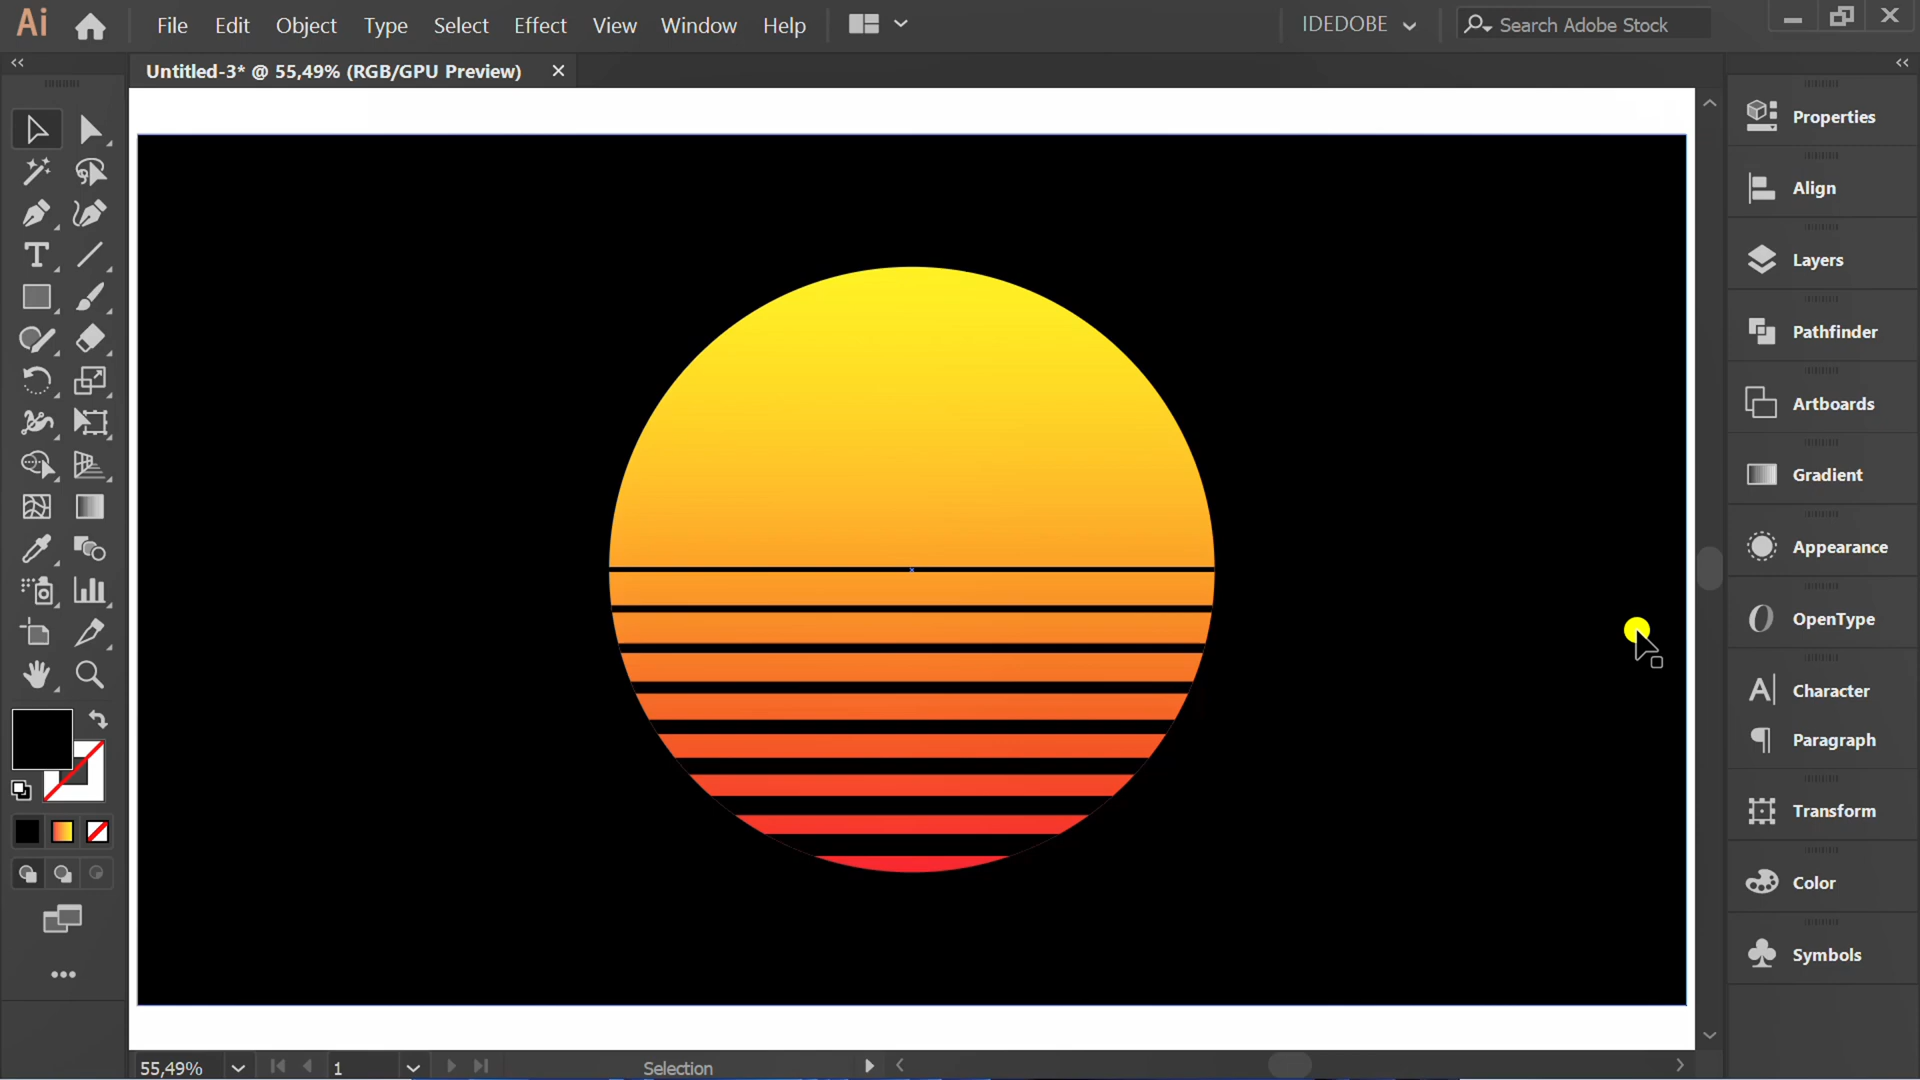 Ai File Edit Object Type Select Effect View Window Help IDEDOBE Search Adobe Stock
Untitled-3* @ 55,49% (RGB/GPU Preview)
Properties
Align
Layers
Pathfinder
Artboards
Gradient
Appearance
OpenType
Character
Paragraph
Transform
Color
Symbols
55,49% 1 Selection